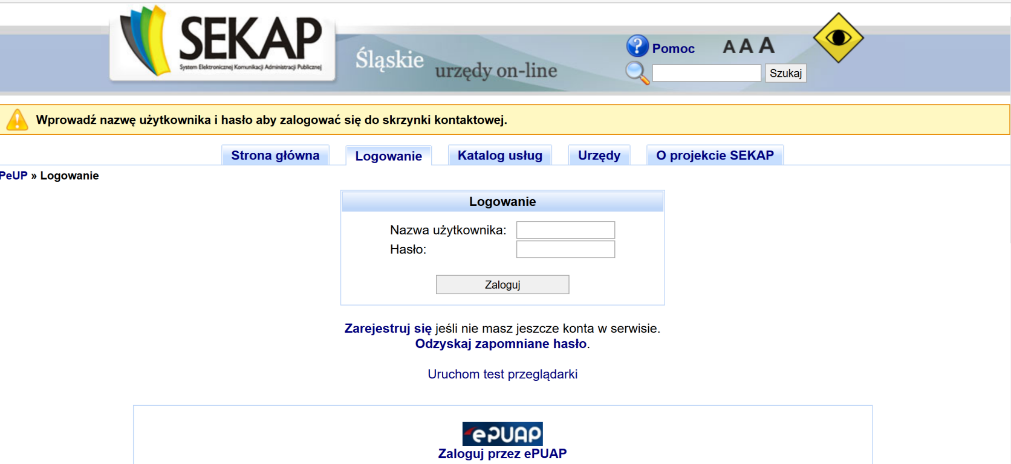 SEKAP
System Elektronicznej Komunikacji Administracji Publicznej
Śląskie urzędy on-line
Pomoc A A A
Szukaj
Wprowadź nazwę użytkownika i hasło aby zalogować się do skrzynki kontaktowej.
Strona główna Logowanie Katalog usług Urzędy O projekcie SEKAP
PeUP » Logowanie
Logowanie
Nazwa użytkownika:
Hasło:
Zaloguj
Zarejestruj się jeśli nie masz jeszcze konta w serwisie.
Odzyskaj zapomniane hasło.
Uruchom test przeglądarki
ePUAP
Zaloguj przez ePUAP